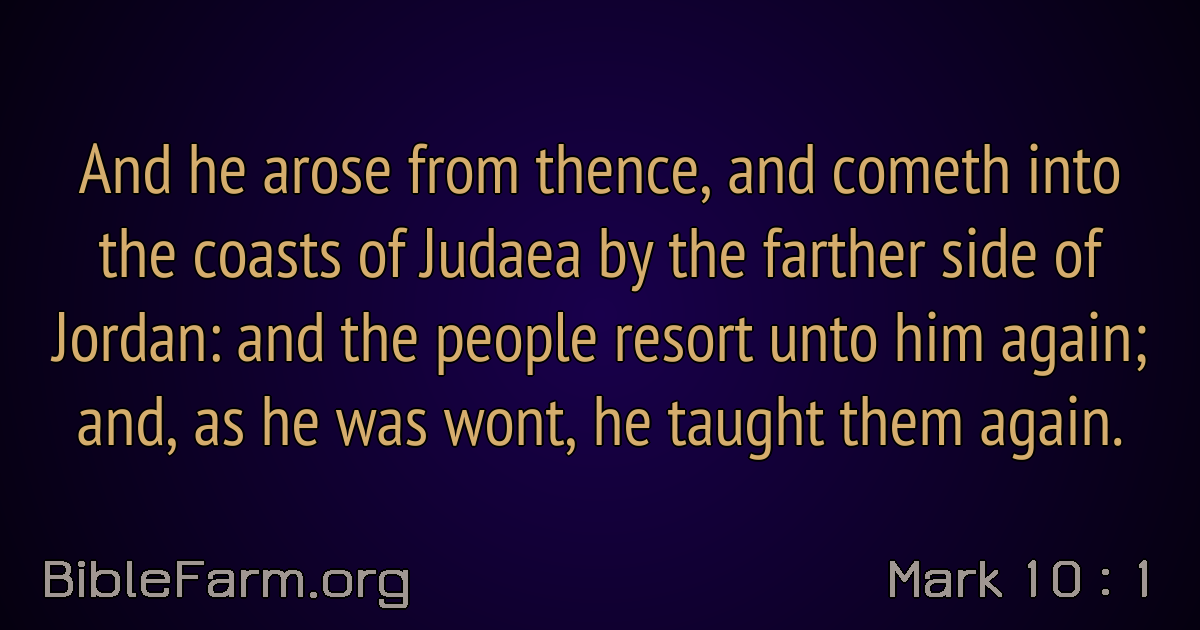 And he arose from thence, and cometh into
the coasts of Judaea by the farther side of
Jordan: and the people resort unto him again;
and, as he was wont, he taught them again.
BibleFarm.org
Mark 10 : 1